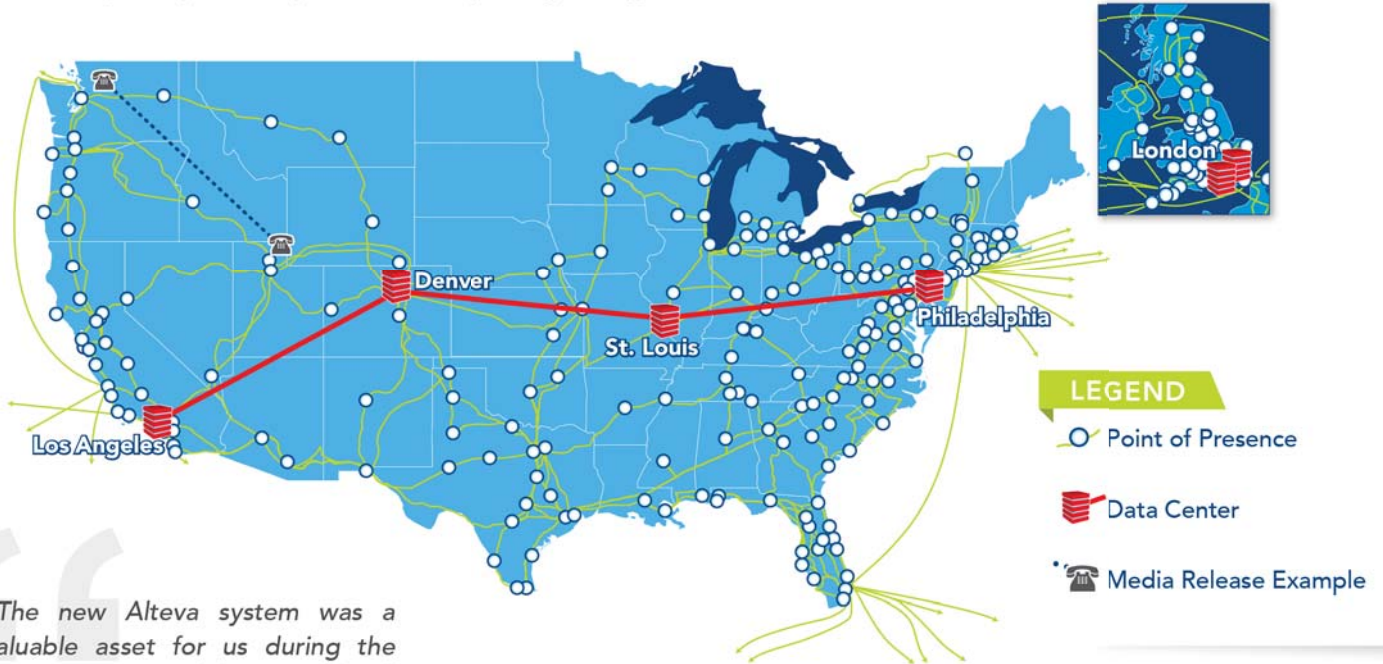 London
Denver
St. Louis
Philadelphia
Los Angeles
LEGEND
Point of Presence
Data Center
Media Release Example
The new Alteva system was a
aluable asset for us during the